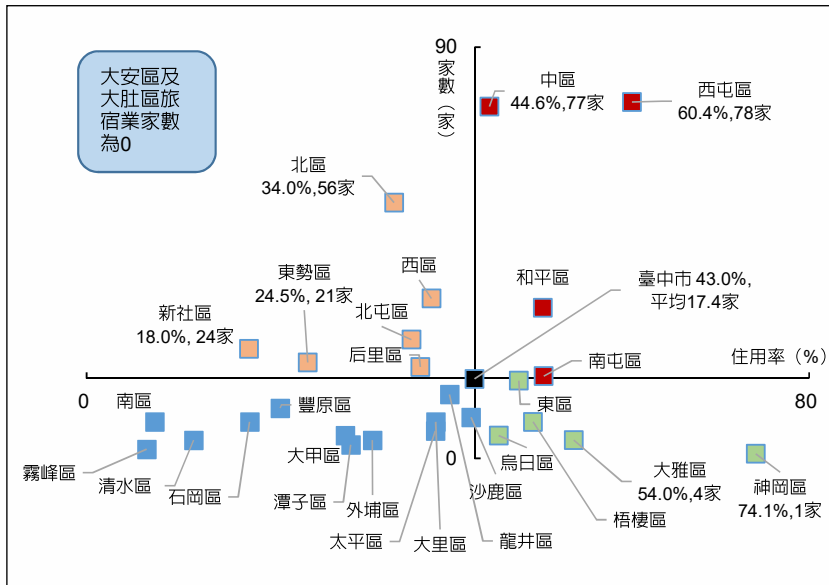 大安區及
大肚區旅
宿業家數
為0
90
家數（家）
中區
44.6%,77家
西屯區
60.4%,78家
北區
34.0%,56家
西區
和平區
臺中市 43.0%,
平均17.4家
東勢區
24.5%, 21家
北屯區
新社區
18.0%, 24家
后里區
南屯區
住用率（%）
0
80
南區
豐原區
東區
大甲區
烏日區
大雅區
54.0%,4家
霧峰區
清水區
石岡區
潭子區
外埔區
0
沙鹿區
神岡區
74.1%,1家
太平區
大里區
龍井區
梧棲區